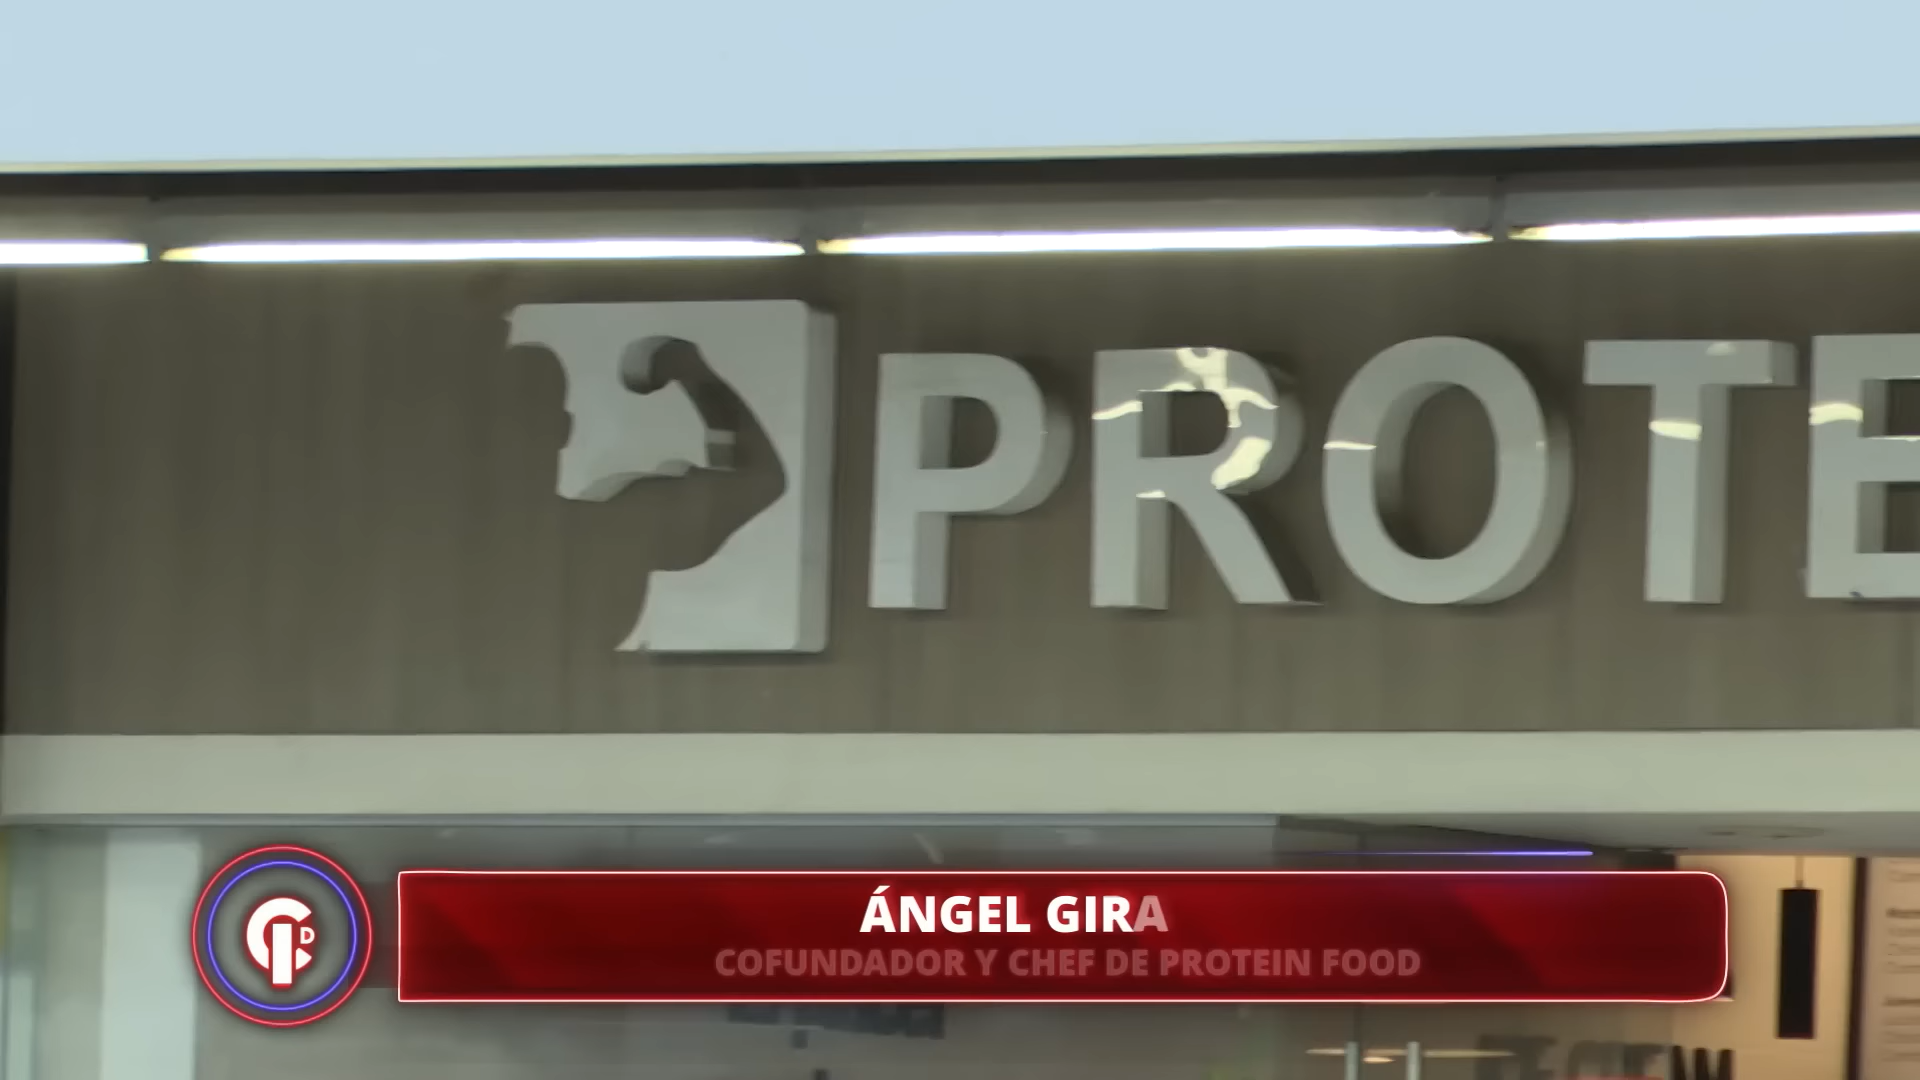 PROTE
ÁNGEL GIRA
COFUNDADOR Y CHEF DE PROTEIN FOOD